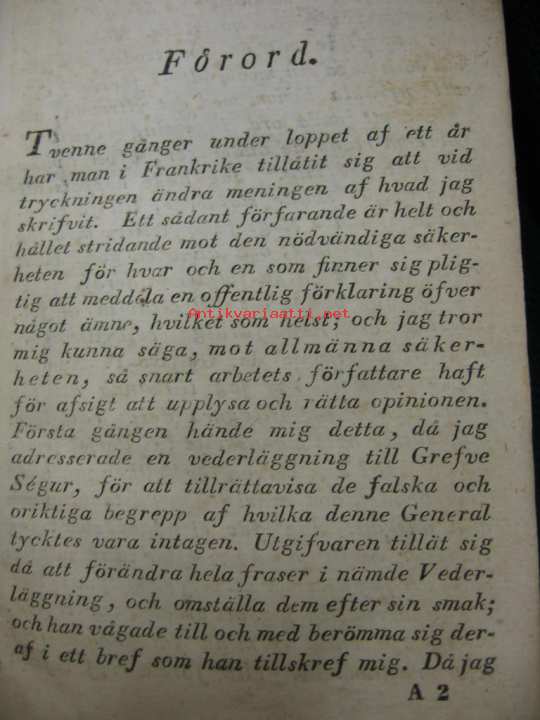 Förord.
Tvenne gånger under loppet af ett år
har man i Frankrike tillåtit sig att vid
tryckningen ändra meningen af hvad jag
skrifvit. Ett sådant förfarande är helt och
hållet stridande mot den nödvändiga säker-
heten för hvar och en som finner sig plig-
tig att meddela en offentlig förklaring öfver
något ämne, hvilket som helst; och jag tror
Antikvariaatti.net
mig kunna säga, mot allmänna säker-
heten, så snart arbetets författare haft
för afsigt att upplysa och rätta opinionen.
Första gången hände mig detta, då jag
adresserade en vederläggning till Grefve
Ségur, för att tillrättavisa de falska och
oriktiga begrepp af hvilka denne General
tycktes vara intagen. Utgifvaren tillät sig
då att förändra hela fraser i nämde Veder-
läggning, och omställa dem efter sin smak;
och han vågade till och med berömma sig der-
af i ett bref som han tillskref mig. Då jag
A 2